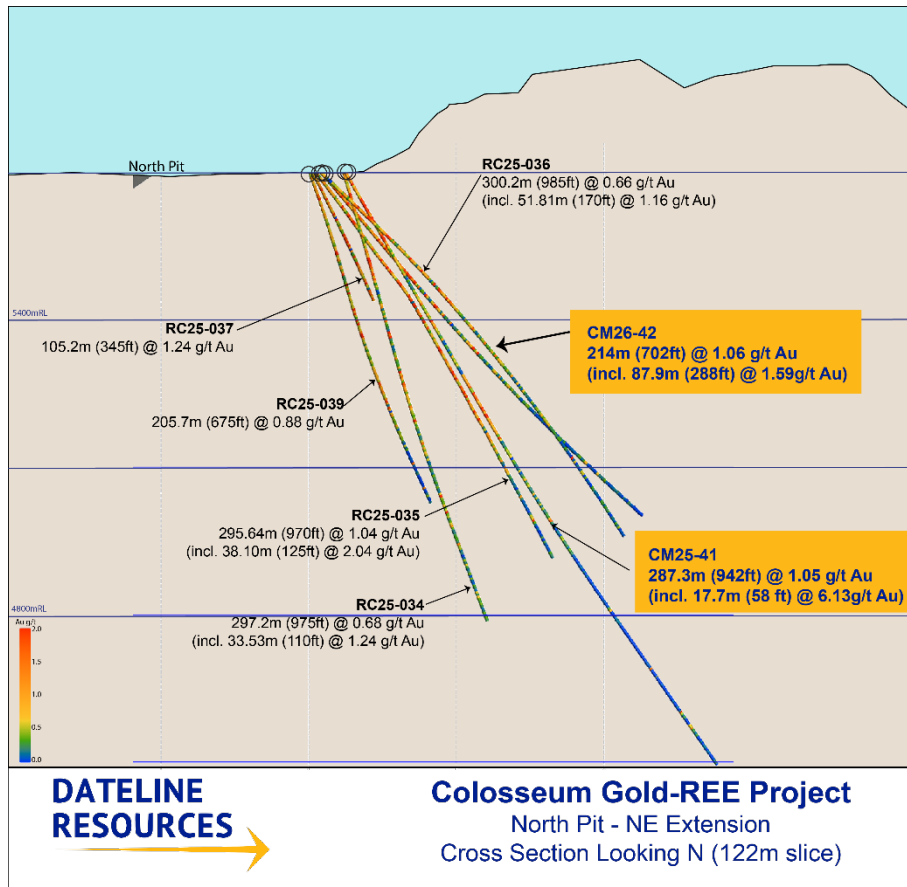 North Pit
RC25-036
300.2m (985ft) @ 0.66 g/t Au
(incl. 51.81m (170ft) @ 1.16 g/t Au)
5400mRL
RC25-037
105.2m (345ft) @ 1.24 g/t Au
CM26-42
214m (702ft) @ 1.06 g/t Au
(incl. 87.9m (288ft) @ 1.59g/t Au)
RC25-039
205.7m (675ft) @ 0.88 g/t Au
RC25-035
295.64m (970ft) @ 1.04 g/t Au
(incl. 38.10m (125ft) @ 2.04 g/t Au)
CM25-41
287.3m (942ft) @ 1.05 g/t Au
(incl. 17.7m (58 ft) @ 6.13g/t Au)
RC25-034
297.2m (975ft) @ 0.68 g/t Au
(incl. 33.53m (110ft) @ 1.24 g/t Au)
4800mRL
Au g/t
2.0
1.5
1.0
0.5
0.0
DATELINE
RESOURCES
Colosseum Gold-REE Project
North Pit - NE Extension
Cross Section Looking N (122m slice)